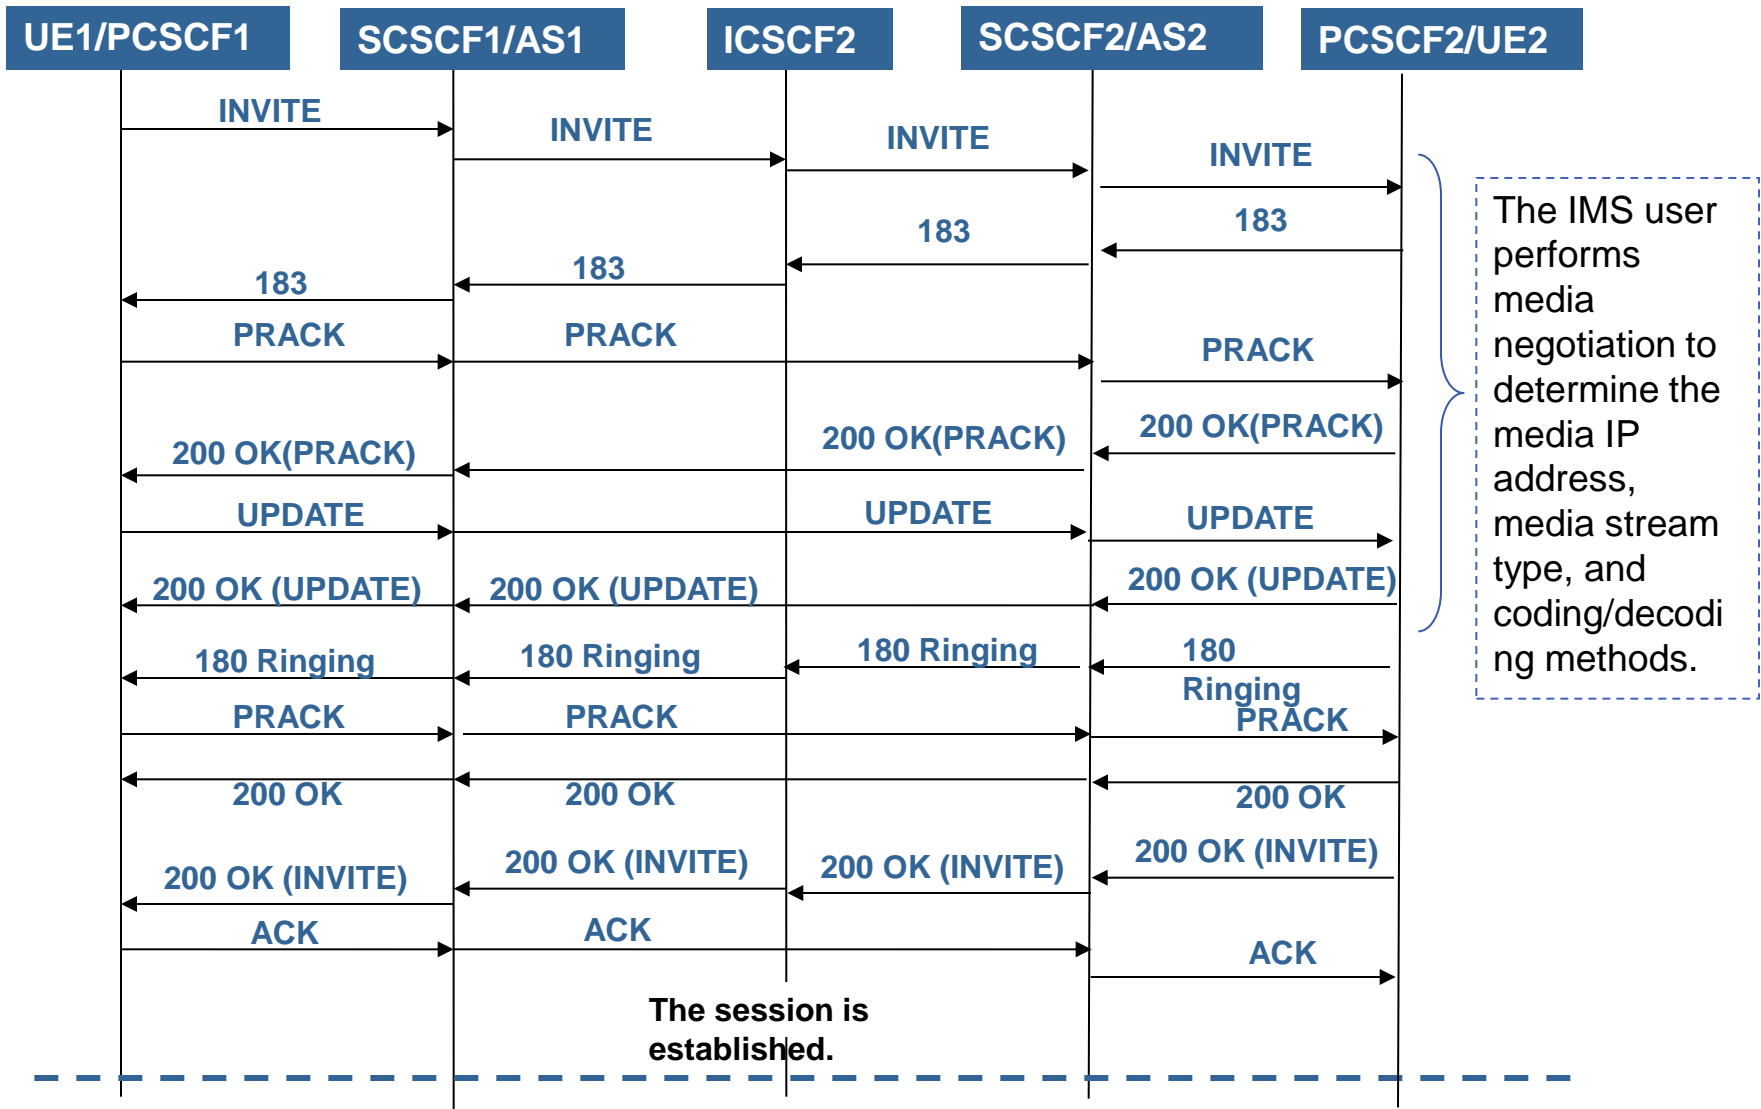 UE1/PCSCF1
SCSCF1/AS1
ICSCF2
SCSCF2/AS2
PCSCF2/UE2
INVITE
INVITE
INVITE
INVITE
183
183
183
183
PRACK
PRACK
PRACK
200 OK(PRACK)
200 OK(PRACK)
200 OK(PRACK)
UPDATE
UPDATE
UPDATE
200 OK (UPDATE)
200 OK (UPDATE)
200 OK (UPDATE)
180 Ringing
180 Ringing
180 Ringing
180
Ringing
PRACK
PRACK
PRACK
200 OK
200 OK
200 OK
200 OK (INVITE)
200 OK (INVITE)
200 OK (INVITE)
200 OK (INVITE)
ACK
ACK
ACK
The session is
established.
The IMS user
performs
media
negotiation to
determine the
media IP
address,
media stream
type, and
coding/decodi
ng methods.